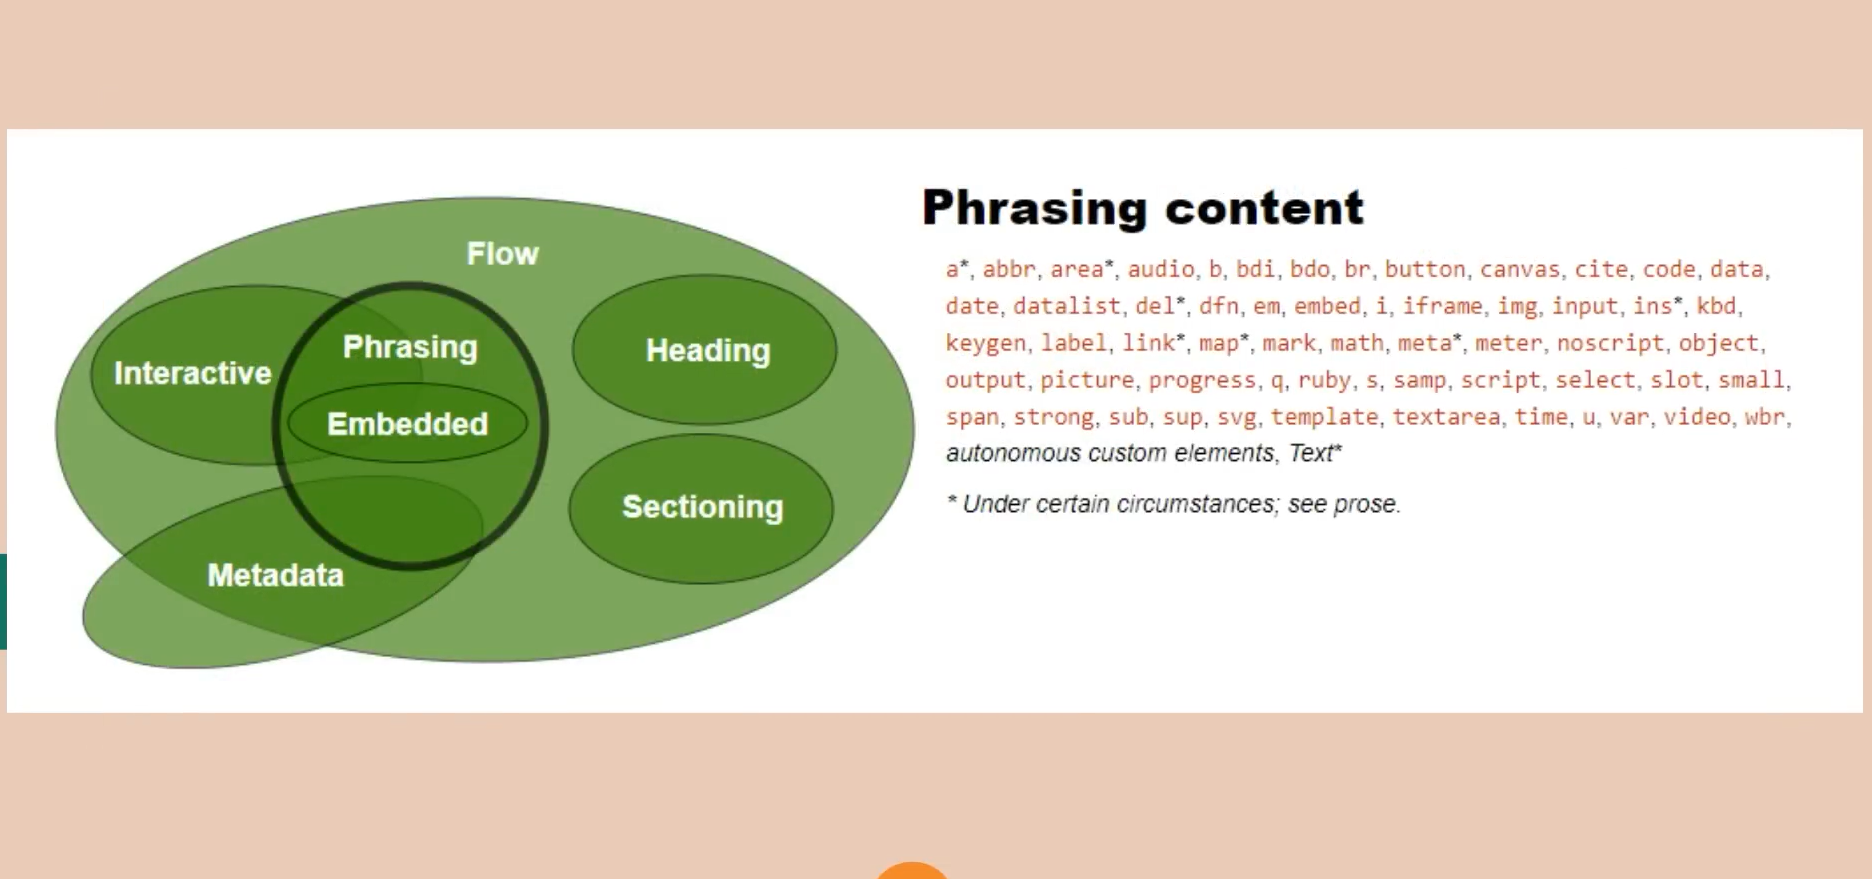 Flow
Interactive
Phrasing
Embedded
Heading
Sectioning
Metadata
Phrasing content
a*, abbr, area*, audio, b, bdi, bdo, br, button, canvas, cite, code, data,
date, datalist, del*, dfn, em, embed, i, iframe, img, input, ins*, kbd,
keygen, label, link*, map*, mark, math, meta*, meter, noscript, object,
output, picture, progress, q, ruby, s, samp, script, select, slot, small,
span, strong, sub, sup, svg, template, textarea, time, u, var, video, wbr,
autonomous custom elements, Text*
* Under certain circumstances; see prose.